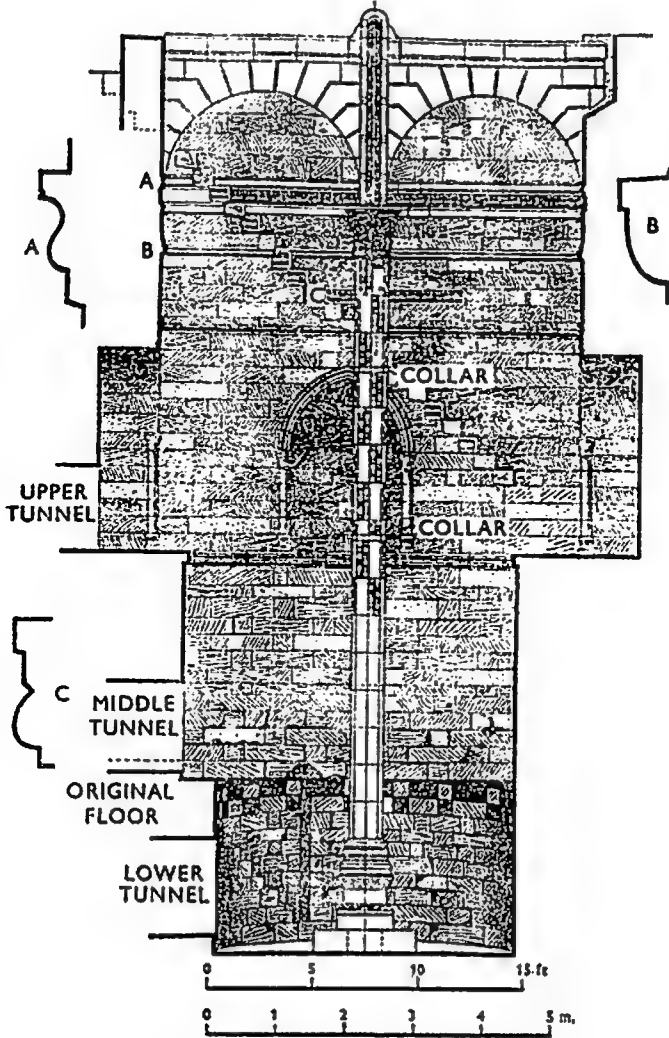 A
A
B
B
C
COLLAR
UPPER
TUNNEL
COLLAR
C
MIDDLE
TUNNEL
ORIGINAL
FLOOR
LOWER
TUNNEL
0 5 10 15 ft
0 1 2 3 4 5 m.